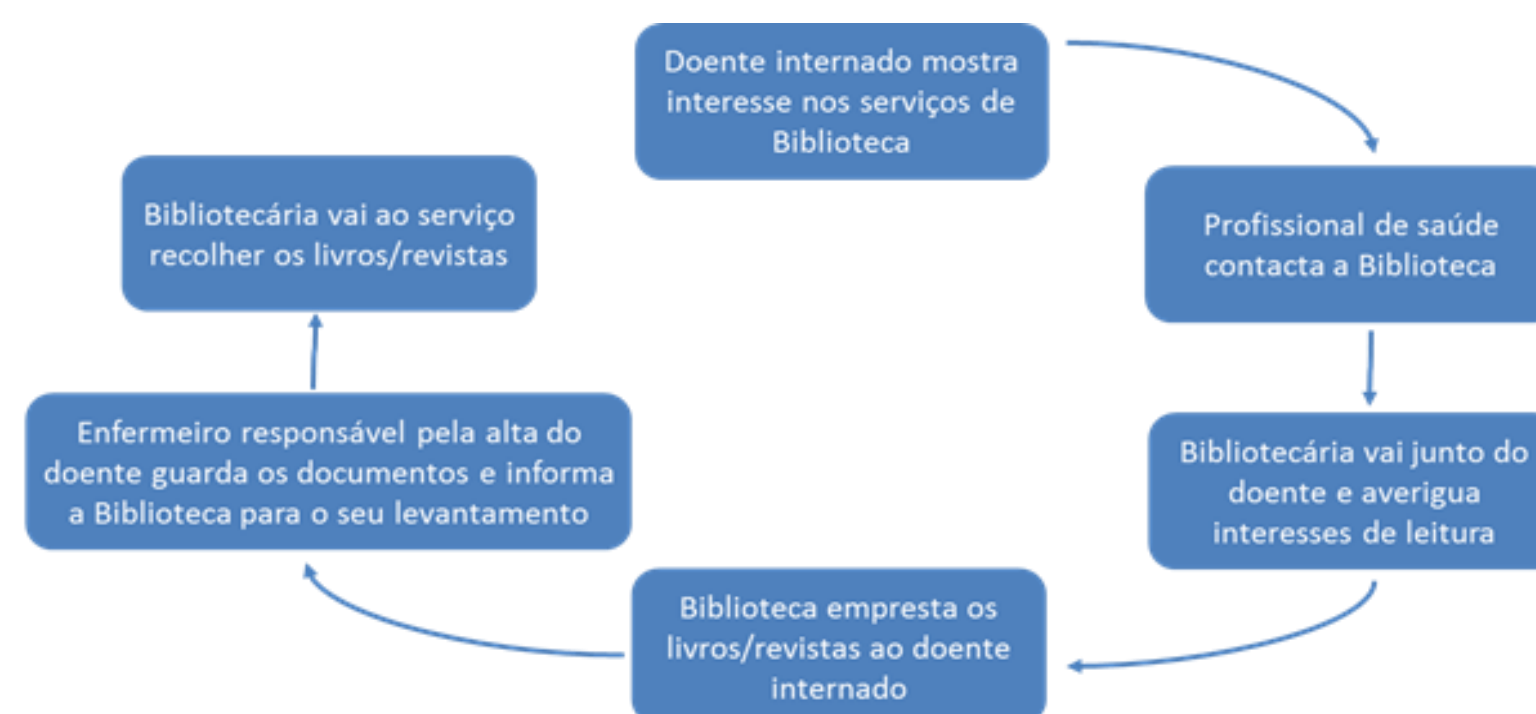 Doente internado mostra
interesse nos serviços de
Biblioteca
Profissional de saúde
contacta a Biblioteca
Bibliotecária vai junto do
doente e averigua
interesses de leitura
Biblioteca empresta os
livros/revistas ao doente
internado
Enfermeiro responsável pela alta do
doente guarda os documentos e informa
a Biblioteca para o seu levantamento
Bibliotecária vai ao serviço
recolher os livros/revistas